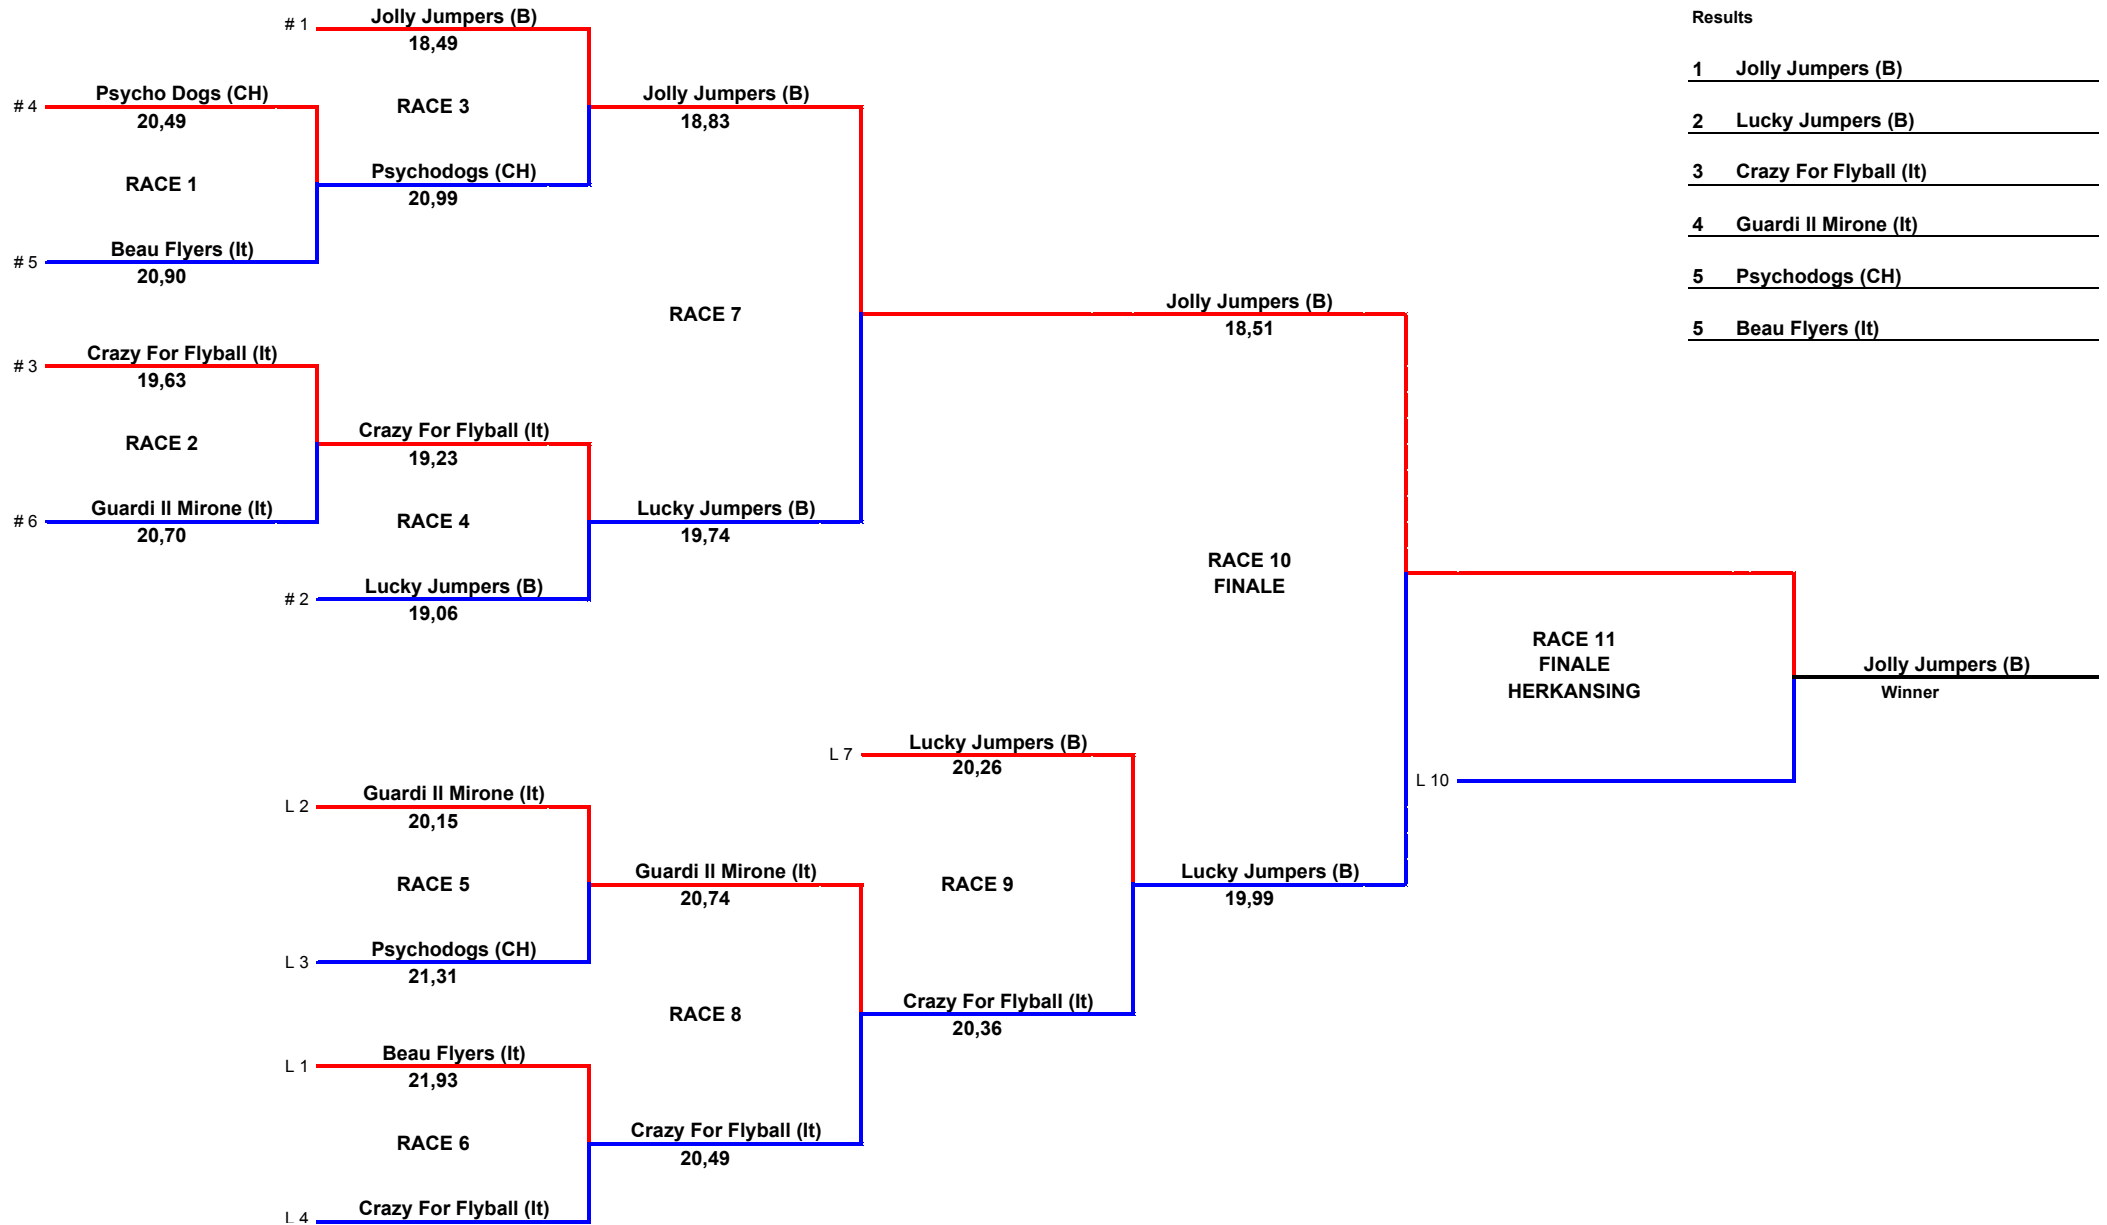 # 1
Jolly Jumpers (B)
18,49
Results
1 Jolly Jumpers (B)
# 4
Psycho Dogs (CH)
20,49
RACE 3
Jolly Jumpers (B)
18,83
2 Lucky Jumpers (B)
RACE 1
Psychodogs (CH)
20,99
3 Crazy For Flyball (It)
# 5
Beau Flyers (It)
20,90
4 Guardi Il Mirone (It)
5 Psychodogs (CH)
RACE 7
Jolly Jumpers (B)
18,51
5 Beau Flyers (It)
# 3
Crazy For Flyball (It)
19,63
RACE 2
Crazy For Flyball (It)
19,23
# 6
Guardi Il Mirone (It)
20,70
RACE 4
Lucky Jumpers (B)
19,74
# 2
Lucky Jumpers (B)
19,06
RACE 10
FINALE
RACE 11
FINALE
HERKANSING
Jolly Jumpers (B)
Winner
L 7
Lucky Jumpers (B)
20,26
L 10
L 2
Guardi Il Mirone (It)
20,15
RACE 5
Guardi Il Mirone (It)
20,74
RACE 9
Lucky Jumpers (B)
19,99
L 3
Psychodogs (CH)
21,31
RACE 8
Crazy For Flyball (It)
20,36
L 1
Beau Flyers (It)
21,93
RACE 6
Crazy For Flyball (It)
20,49
L 4
Crazy For Flyball (It)